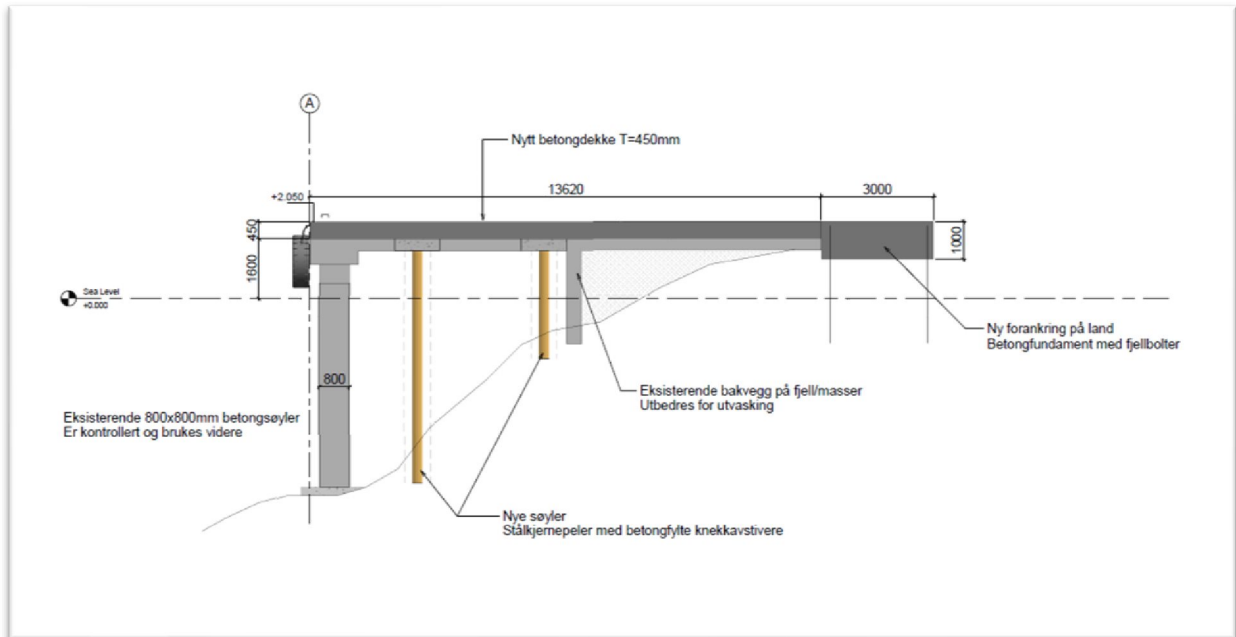 A
Nytt betongdekke T=450mm
13620
3000
+2.050
450
1600
1000
Sea Level
+0.000
Ny forankring på land
Betongfundament med fjellbolter
800
Eksisterende bakvegg på fjell/masser
Utbedres for utvasking
Eksisterende 800x800mm betongsøyler
Er kontrollert og brukes videre
Nye søyler
Stålkjernepeler med betongfylte knekkavstivere